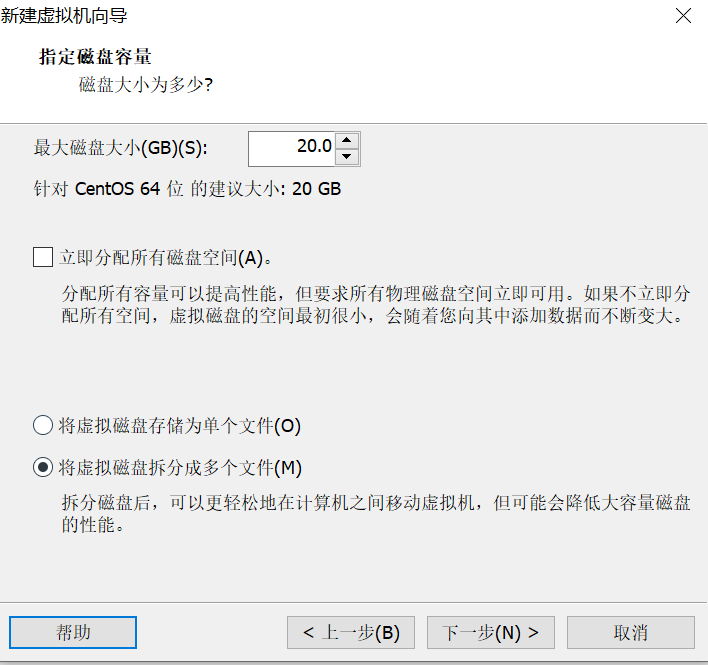 新建虚拟机向导
指定磁盘容量
磁盘大小为多少?
最大磁盘大小(GB)(S): 20.0
针对 CentOS 64 位 的建议大小: 20 GB
立即分配所有磁盘空间(A)。
分配所有容量可以提高性能，但要求所有物理磁盘空间立即可用。如果不立即分
配所有空间，虚拟磁盘的空间最初很小，会随着您向其中添加数据而不断变大。
将虚拟磁盘存储为单个文件(O)
将虚拟磁盘拆分成多个文件(M)
拆分磁盘后，可以更轻松地在计算机之间移动虚拟机，但可能会降低大容量磁盘
的性能。
帮助 < 上一步(B) 下一步(N) > 取消